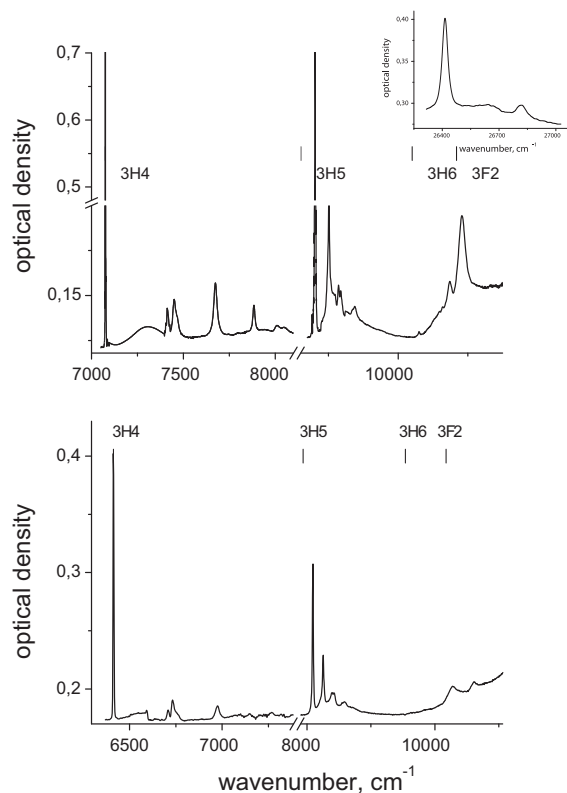 0,40
0,35
0,30
optical density
26400
26700
27000
wavenumber, cm-1
0,7
0,6
0,5
0,15
optical density
3H4
3H5
3H6
3F2
7000
7500
8000
10000
3H4
3H5
3H6
3F2
0,4
0,3
0,2
optical density
6500
7000
8000
10000
wavenumber, cm-1